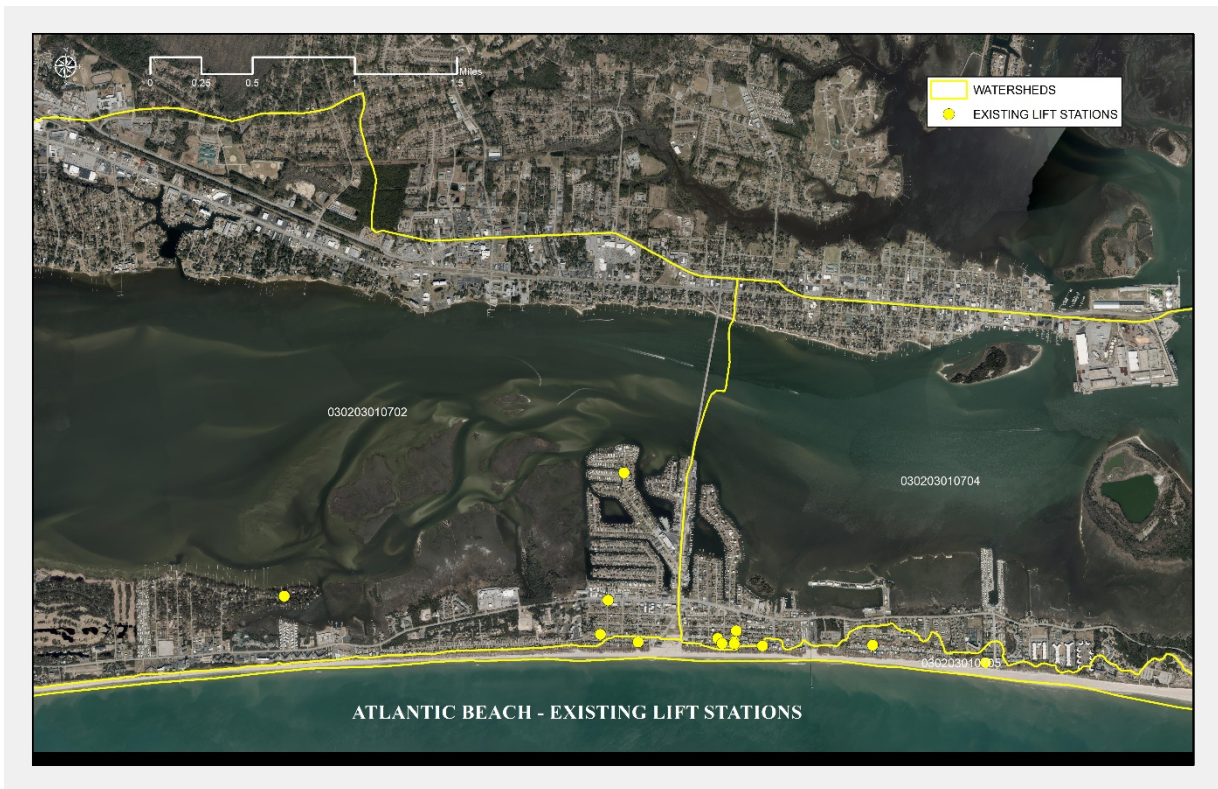 0 0.25 0.5 1 1.5
Miles
WATERSHEDS
EXISTING LIFT STATIONS
030203010702
030203010704
ATLANTIC BEACH - EXISTING LIFT STATIONS